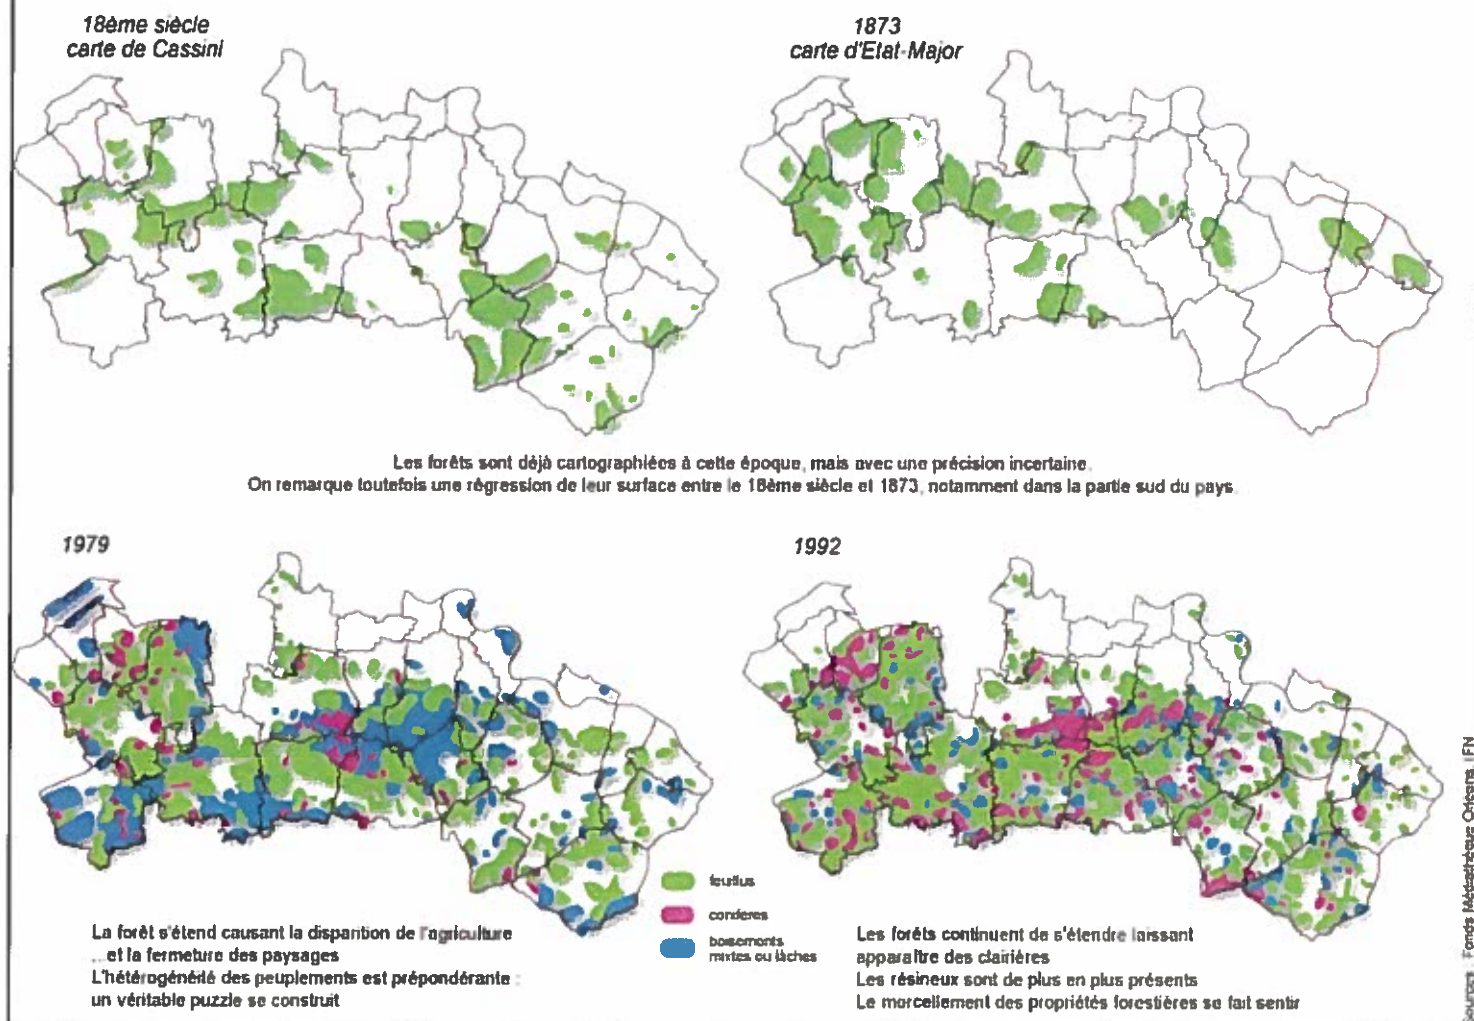 18ème siècle
carte de Cassini
1873
carte d'Etat-Major
Les forêts sont déjà cartographiées à cette époque, mais avec une précision incertaine.
On remarque toutefois une régression de leur surface entre le 18ème siècle et 1873, notamment dans la partie sud du pays.
1979
1992
feuillus
conifères
boisements
mixtes ou lâches
La forêt s'étend causant la disparition de l'agriculture
...et la fermeture des paysages
L'hétérogénéité des peuplements est prépondérante :
un véritable puzzle se construit
Les forêts continuent de s'étendre laissant
apparaître des clairières
Les résineux sont de plus en plus présents
Le morcellement des propriétés forestières se fait sentir
Sources : Fonds Médiathèque Orléans, IFN